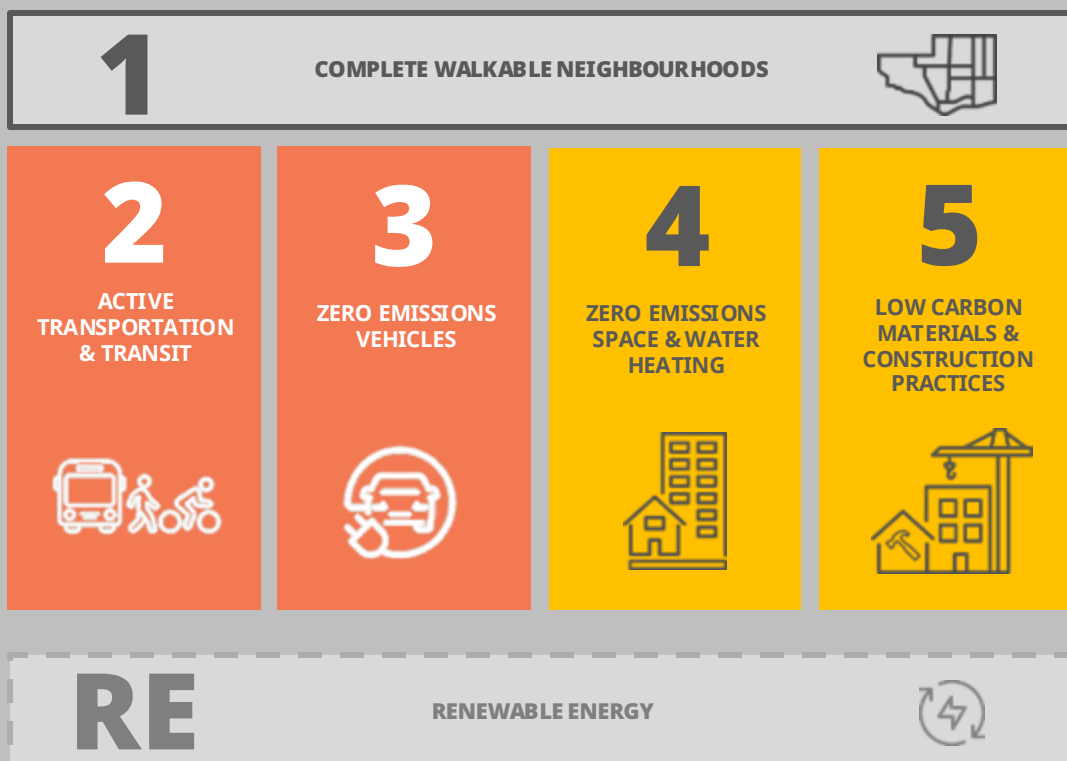 1
COMPLETE WALKABLE NEIGHBOURHOODS
2
ACTIVE
TRANSPORTATION
& TRANSIT
3
ZERO EMISSIONS
VEHICLES
4
ZERO EMISSIONS
SPACE & WATER
HEATING
5
LOW CARBON
MATERIALS &
CONSTRUCTION
PRACTICES
RE
RENEWABLE ENERGY